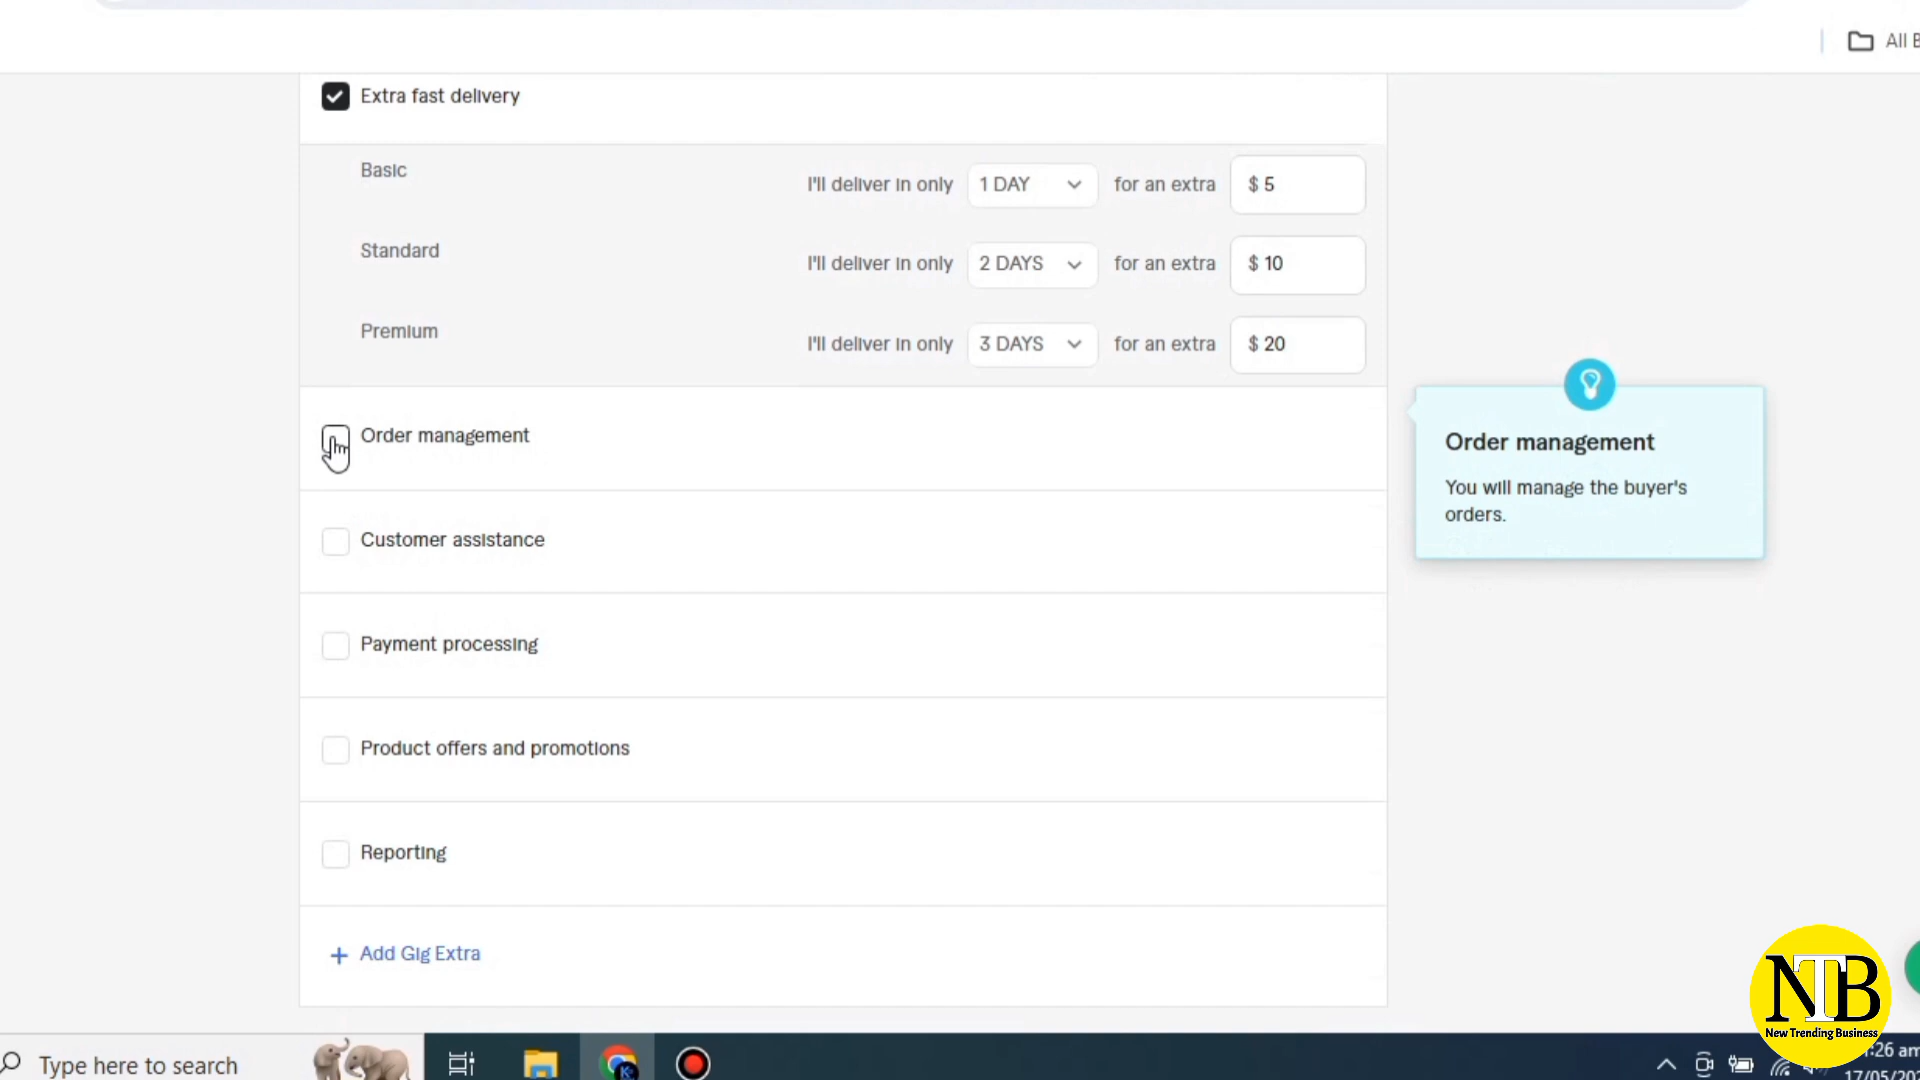 All
Extra fast delivery
Basic
I'll deliver in only 1 DAY for an extra $ 5
Standard
I'll deliver in only 2 DAYS for an extra $ 10
Premium
I'll deliver in only 3 DAYS for an extra $ 20
Order management
Order management
You will manage the buyer's
orders.
Customer assistance
Payment processing
Product offers and promotions
Reporting
+ Add Gig Extra
NTB
New Trending Business
Type here to search
K
:26 am
17/05/20